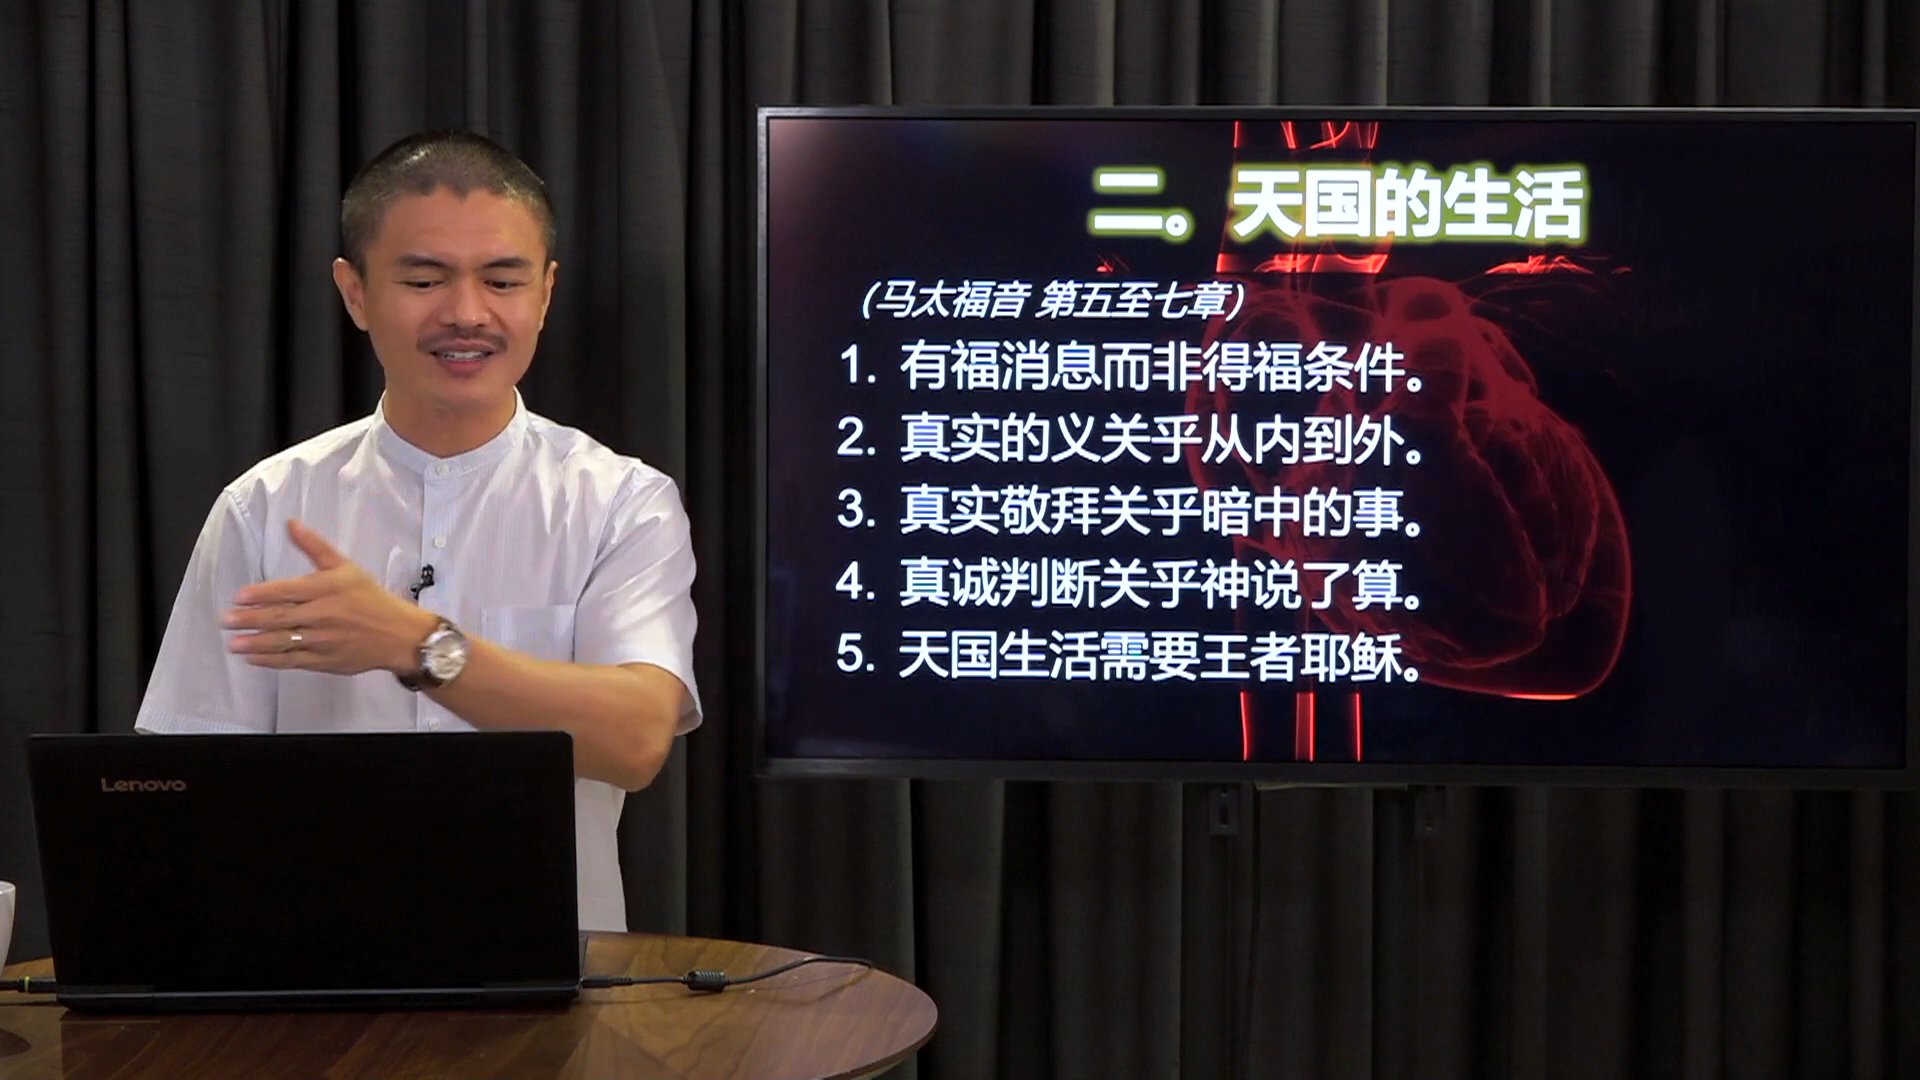 二。天国的生活
(马太福音 第五至七章)
1. 有福消息而非得福条件。
2. 真实的义关乎从内到外。
3. 真实敬拜关乎暗中的事。
4. 真诚判断关乎神说了算。
5. 天国生活需要王者耶稣。
Lenovo